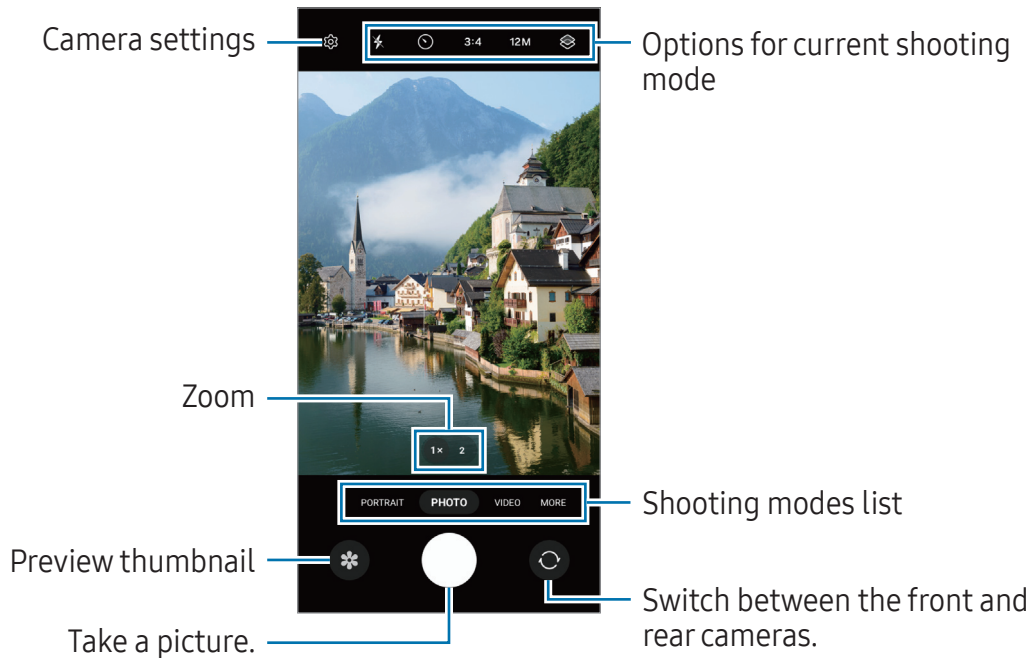 Camera settings
3:4 12M
Options for current shooting
mode
Zoom
1× 2
PORTRAIT PHOTO VIDEO MORE
Shooting modes list
Preview thumbnail
Switch between the front and
rear cameras.
Take a picture.